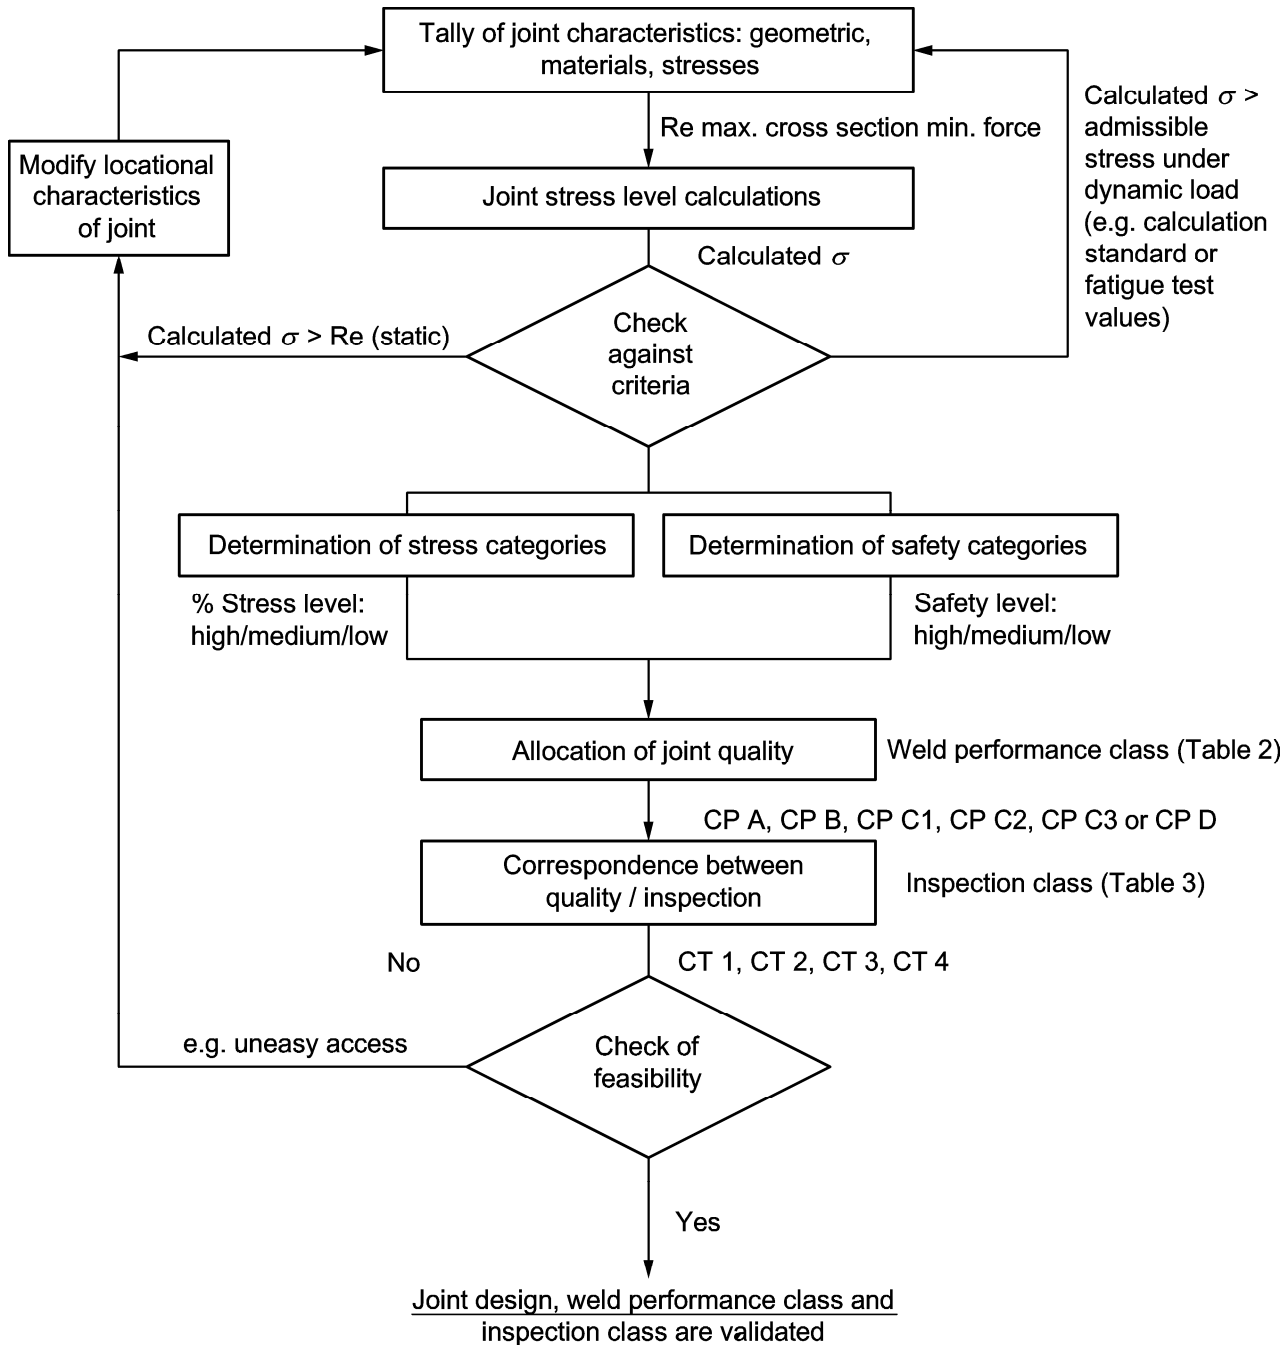 Tally of joint characteristics: geometric,
materials, stresses
Calculated σ >
admissible
stress under
dynamic load
(e.g. calculation
standard or
fatigue test
values)
Re max. cross section min. force
Modify locational
characteristics
of joint
Joint stress level calculations
Calculated σ
Calculated σ > Re (static)
Check
against
criteria
Determination of stress categories
Determination of safety categories
% Stress level:
high/medium/low
Safety level:
high/medium/low
Allocation of joint quality
Weld performance class (Table 2)
CP A, CP B, CP C1, CP C2, CP C3 or CP D
Correspondence between
quality / inspection
Inspection class (Table 3)
No
CT 1, CT 2, CT 3, CT 4
e.g. uneasy access
Check of
feasibility
Yes
Joint design, weld performance class and
inspection class are validated